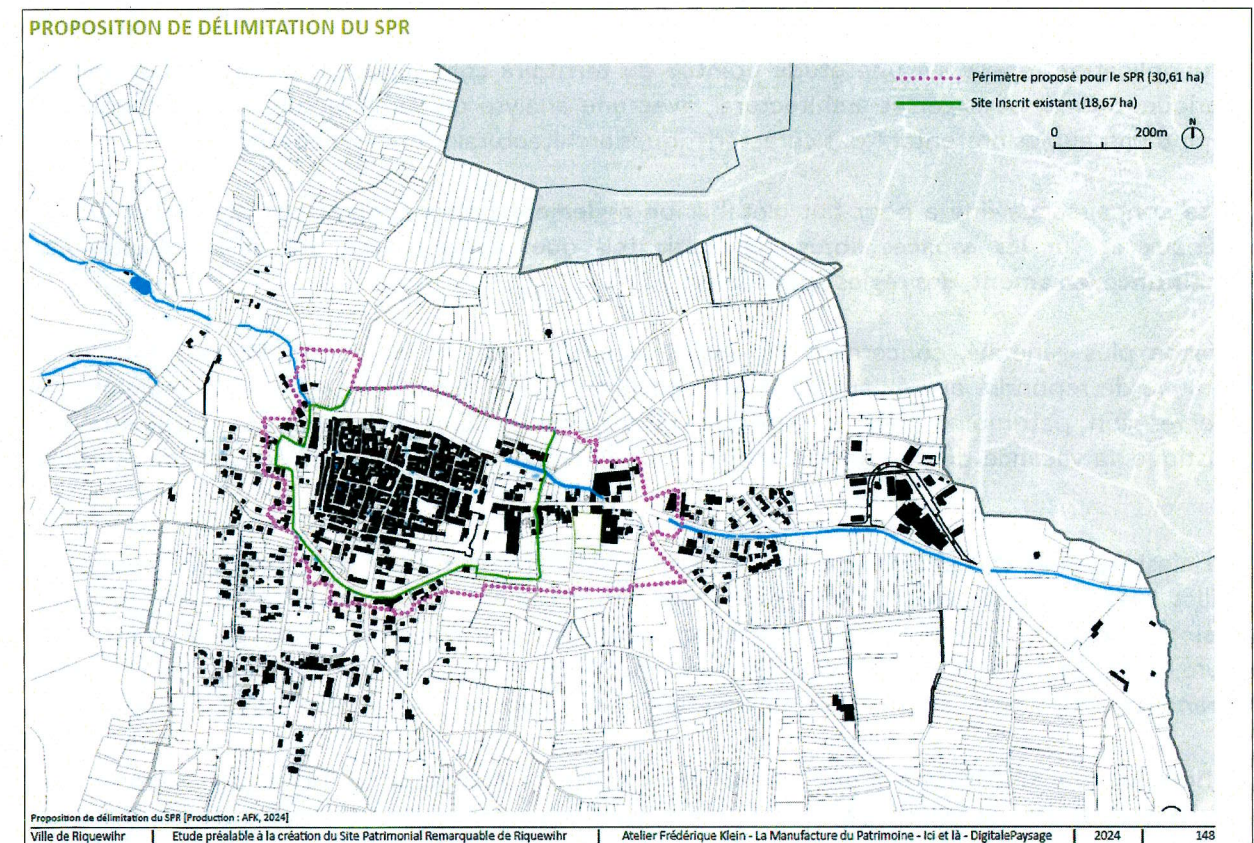 PROPOSITION DE DÉLIMITATION DU SPR
Périmètre proposé pour le SPR (30,61 ha)
Site Inscrit existant (18,67 ha)
0 200m N
Proposition de délimitation du SPR [Production : AFK, 2024]
Ville de Riquewihr | Etude préalable à la création du Site Patrimonial Remarquable de Riquewihr | Atelier Frédérique Klein - La Manufacture du Patrimoine - Ici et là - DigitalePaysage | 2024 | 148